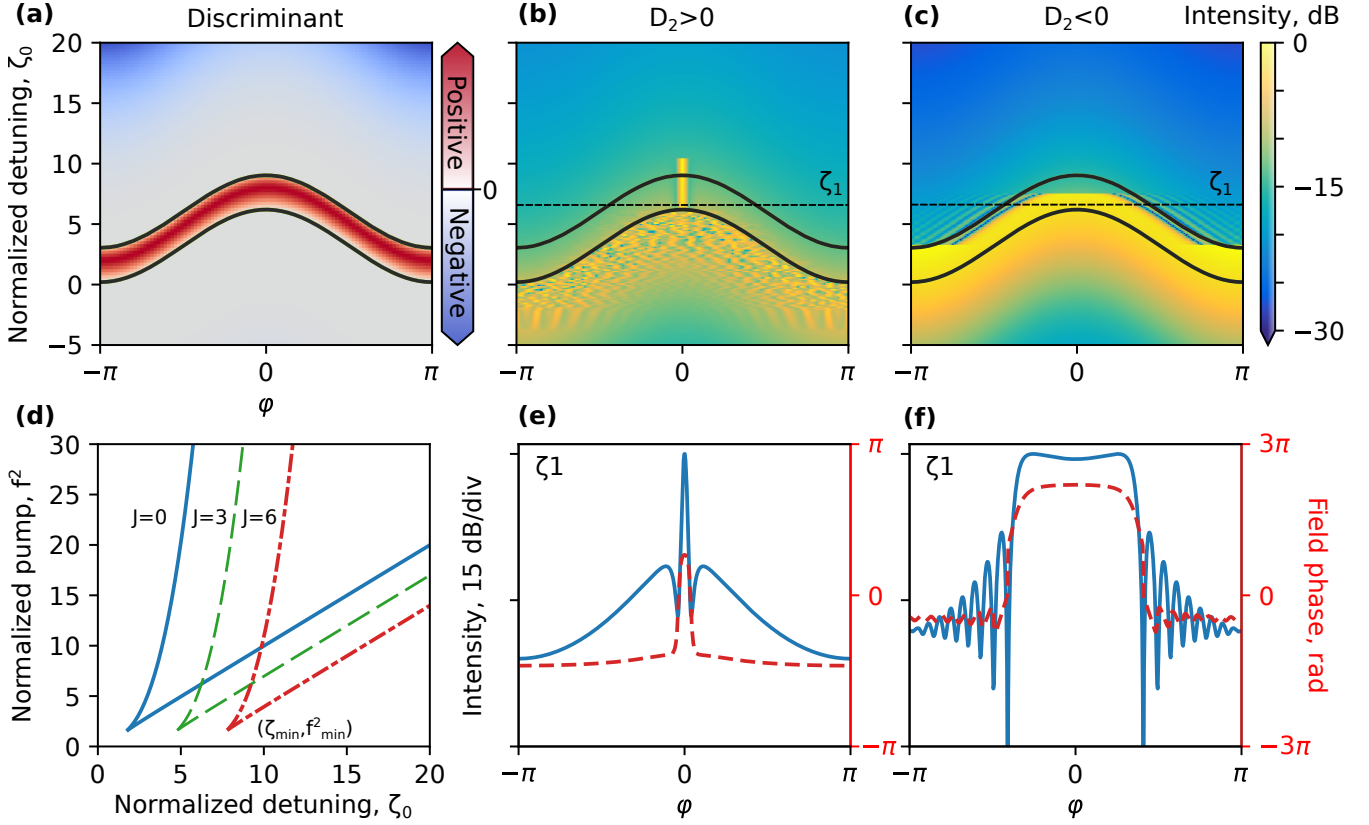 (a) Discriminant
(b) D₂>0
(c) D₂<0 Intensity, dB
Normalized detuning, ζ₀
20
15
10
5
0
−5
−π 0 π
φ
Positive
0
Negative
ζ₁
−π 0 π
ζ₁
−π 0 π
0
−15
−30
(d)
Normalized pump, f²
30
25
20
15
10
5
0
J=0 J=3 J=6
(ζmin,f²min)
0 5 10 15 20
Normalized detuning, ζ₀
(e)
ζ1
Intensity, 15 dB/div
π
0
−π
−π 0 π
φ
(f)
ζ1
3π
0
−3π
Field phase, rad
−π 0 π
φ